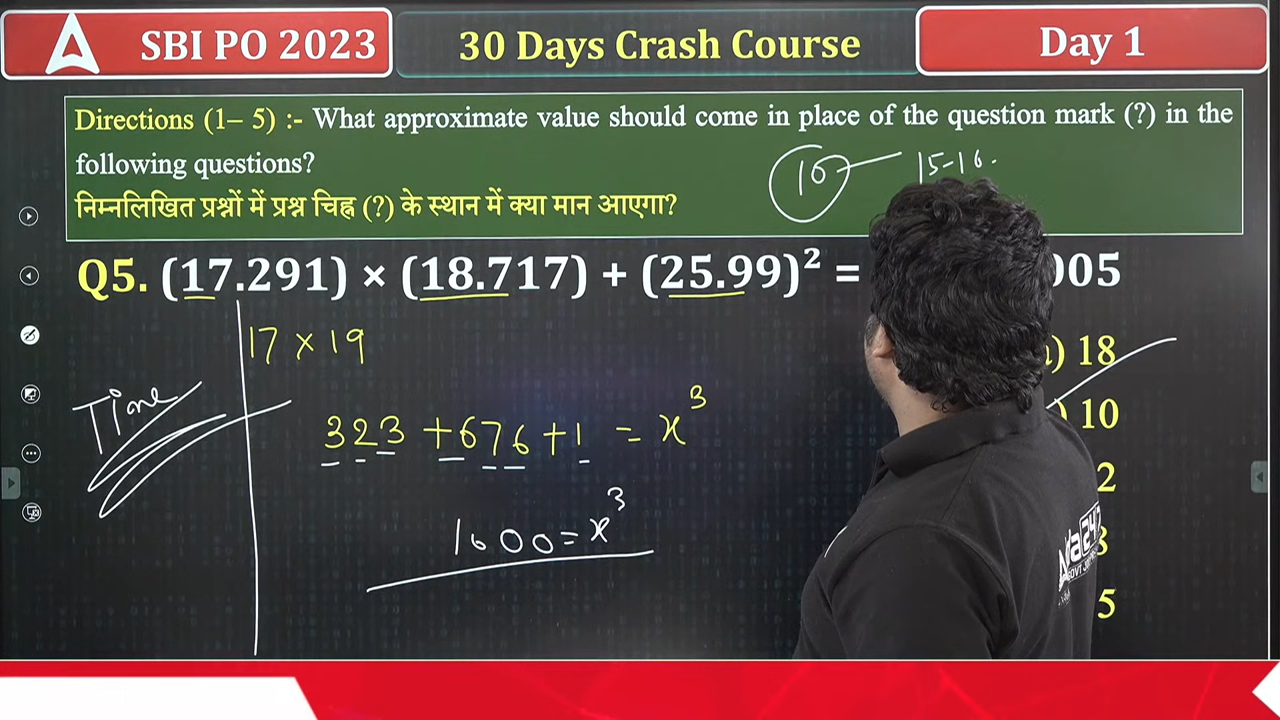 SBI PO 2023
30 Days Crash Course
Day 1
Directions (1– 5) :- What approximate value should come in place of the question mark (?) in the
following questions?
निम्नलिखित प्रश्नों में प्रश्न चिह्न (?) के स्थान में क्या मान आएगा?
10 15-16.
Q5. (17.291) × (18.717) + (25.99)² = 005
17 × 19
18
Time
10
323 + 676 + 1 = x³
1000 = x³
5